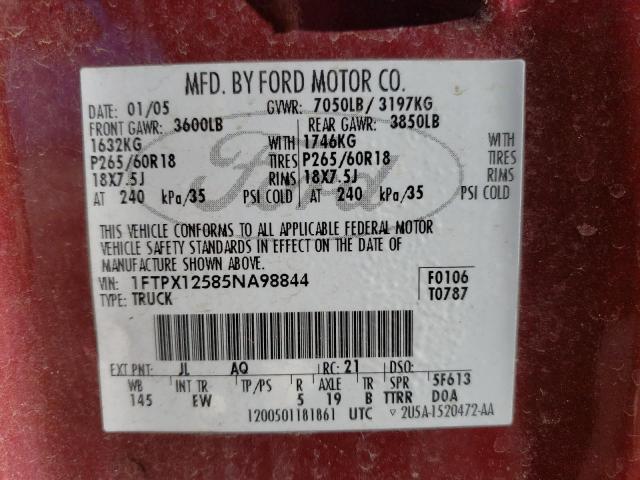 MFD. BY FORD MOTOR CO.
DATE: 01/05 GVWR: 7050LB/ 3197KG
FRONT GAWR: 3600LB REAR GAWR: 3850LB
1632KG WITH 1746KG WITH
P265/60R18 TIRES P265/60R18 TIRES
18X7.5J RIMS 18X7.5J RIMS
AT 240 kPa/35 PSI COLD AT 240 kPa/35 PSI COLD
Ford
THIS VEHICLE CONFORMS TO ALL APPLICABLE FEDERAL MOTOR
VEHICLE SAFETY STANDARDS IN EFFECT ON THE DATE OF
MANUFACTURE SHOWN ABOVE.
VIN: 1FTPX12585NA98844 F0106
TYPE: TRUCK T0787
EXT PNT: JL AQ RC: 21 DSO:
WB INT TR TP/PS R AXLE TR SPR 5F613
145 EW 5 19 B TTRR DOA
1200501181861 UTC ▽ 2U5A-1520472-AA